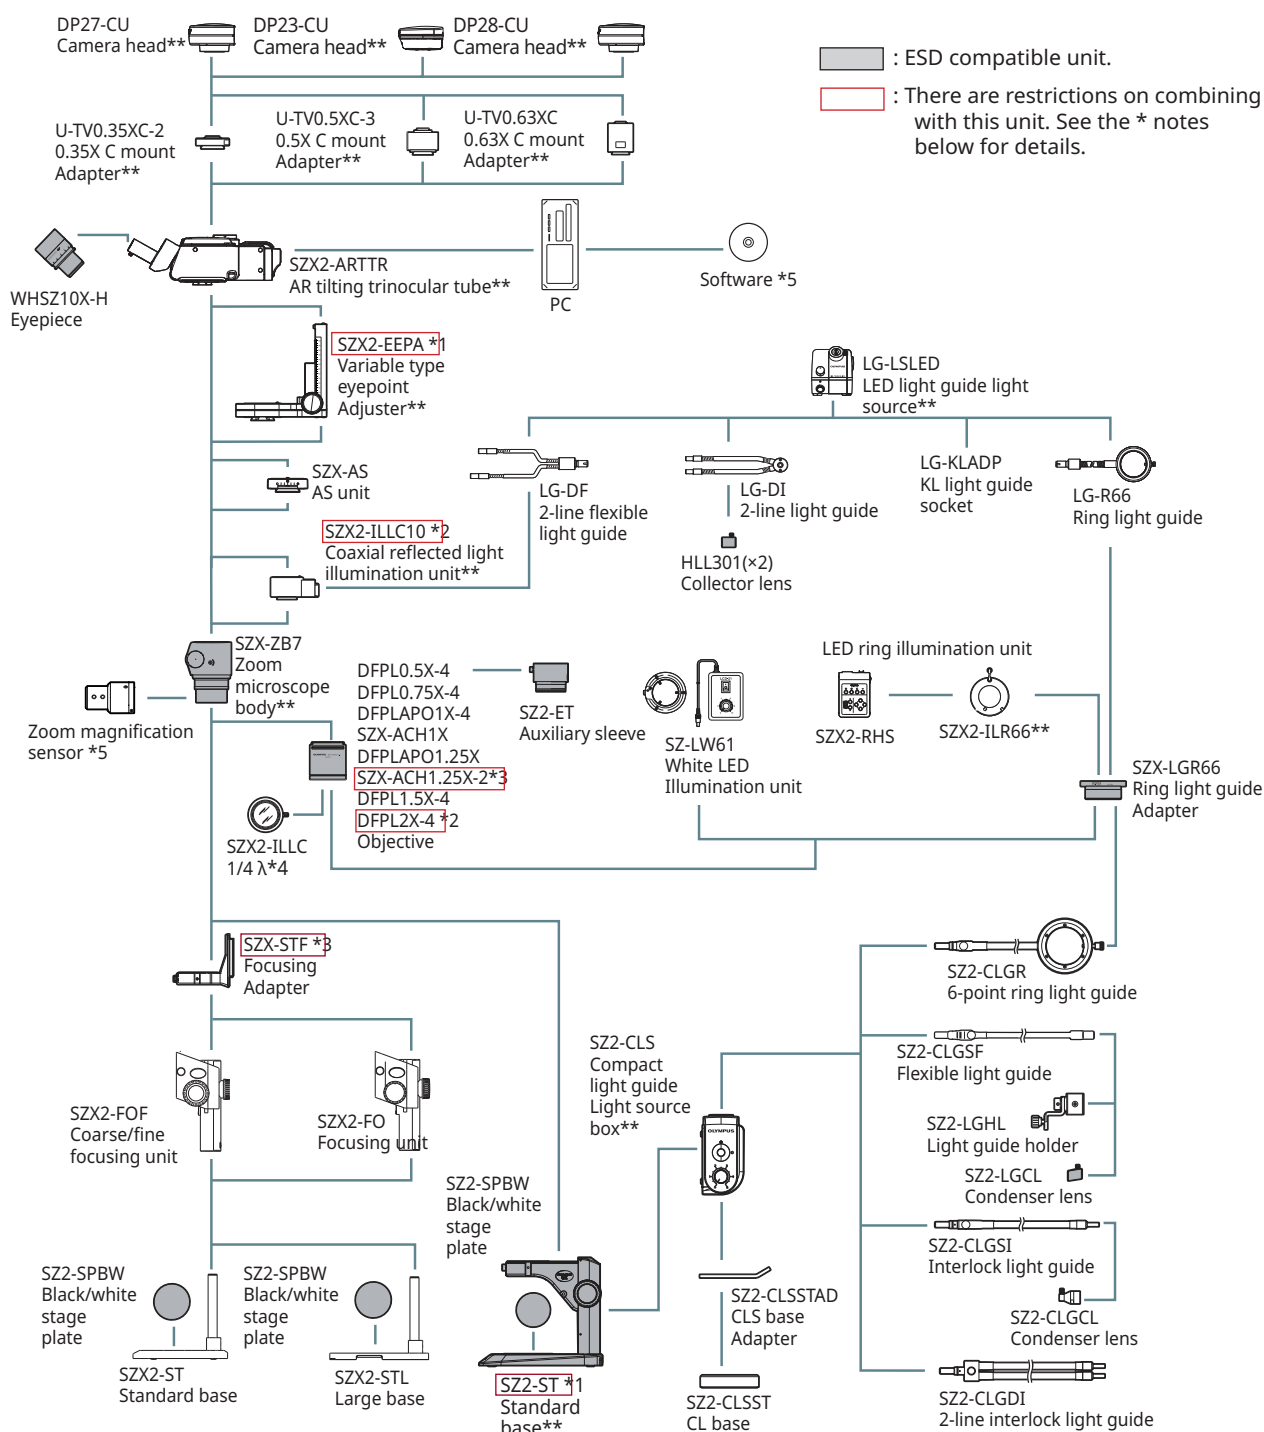 DP27-CU
Camera head**
DP23-CU
Camera head**
DP28-CU
Camera head**
: ESD compatible unit.
: There are restrictions on combining
with this unit. See the * notes
below for details.
U-TV0.35XC-2
0.35X C mount
Adapter**
U-TV0.5XC-3
0.5X C mount
Adapter**
U-TV0.63XC
0.63X C mount
Adapter**
WHSZ10X-H
Eyepiece
SZX2-ARTTR
AR tilting trinocular tube**
PC
Software *5
SZX2-EEPA *1
Variable type
eyepoint
Adjuster**
LG-LSLED
LED light guide light
source**
SZX-AS
AS unit
LG-DF
2-line flexible
light guide
LG-DI
2-line light guide
LG-KLADP
KL light guide
socket
LG-R66
Ring light guide
SZX2-ILLC10 *2
Coaxial reflected light
illumination unit**
HLL301(×2)
Collector lens
SZX-ZB7
Zoom
microscope
body**
Zoom magnification
sensor *5
DFPL0.5X-4
DFPL0.75X-4
DFPLAPO1X-4
SZX-ACH1X
DFPLAPO1.25X
SZX-ACH1.25X-2*3
DFPL1.5X-4
DFPL2X-4 *2
Objective
SZ2-ET
Auxiliary sleeve
SZ-LW61
White LED
Illumination unit
LED ring illumination unit
SZX2-RHS
SZX2-ILR66**
SZX-LGR66
Ring light guide
Adapter
SZX2-ILLC
1/4 λ*4
SZX-STF *3
Focusing
Adapter
SZ2-CLGR
6-point ring light guide
SZX2-FOF
Coarse/fine
focusing unit
SZX2-FO
Focusing unit
SZ2-CLS
Compact
light guide
Light source
box**
OLYMPUS
SZ2-CLGSF
Flexible light guide
SZ2-LGHL
Light guide holder
SZ2-LGCL
Condenser lens
SZ2-SPBW
Black/white
stage
plate
SZ2-CLGSI
Interlock light guide
SZ2-CLGCL
Condenser lens
SZ2-SPBW
Black/white
stage
plate
SZX2-ST
Standard base
SZ2-SPBW
Black/white
stage
plate
SZX2-STL
Large base
SZ2-ST *1
Standard
base**
SZ2-CLSSTAD
CLS base
Adapter
SZ2-CLSST
CL base
SZ2-CLGDI
2-line interlock light guide